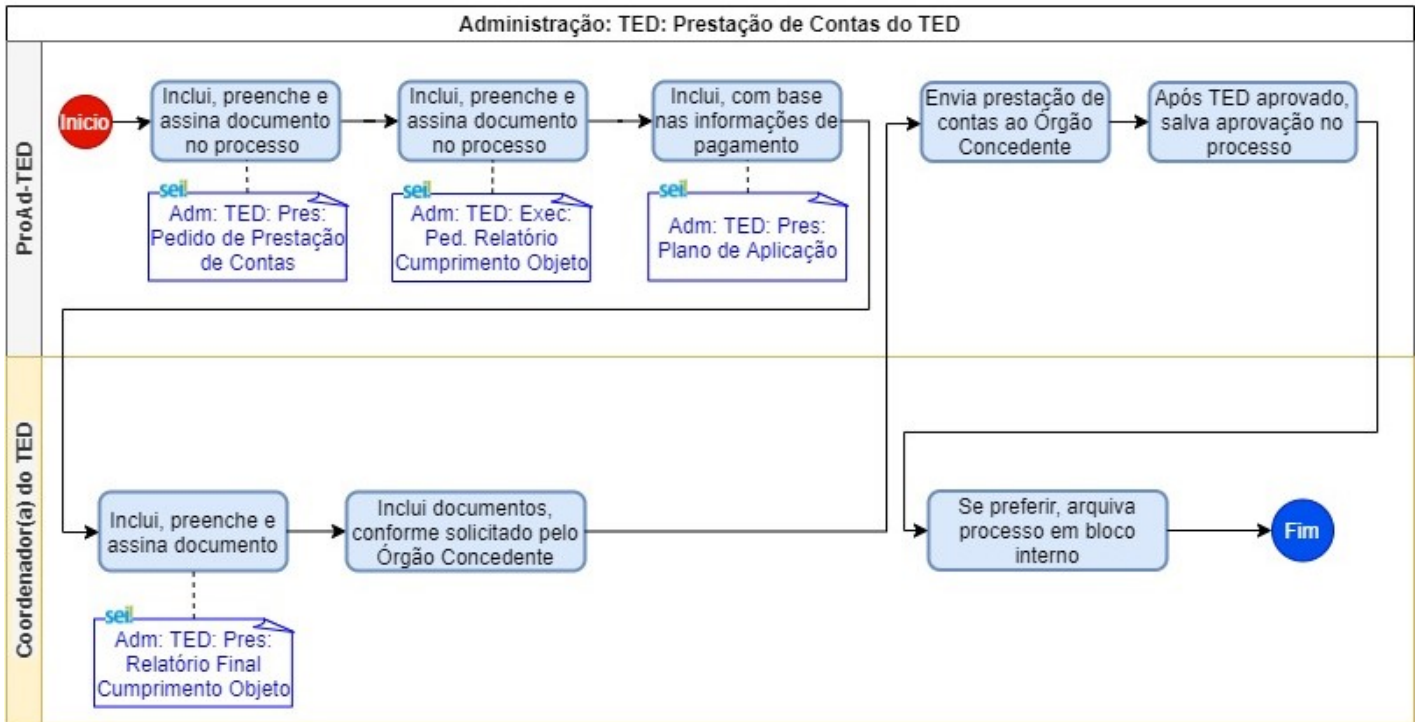 Administração: TED: Prestação de Contas do TED
ProAd-TED
Início
Inclui, preenche e
assina documento
no processo
sei!
Adm: TED: Pres:
Pedido de Prestação
de Contas
Inclui, preenche e
assina documento
no processo
sei!
Adm: TED: Exec:
Ped. Relatório
Cumprimento Objeto
Inclui, com base
nas informações de
pagamento
sei!
Adm: TED: Pres:
Plano de Aplicação
Envia prestação de
contas ao Órgão
Concedente
Após TED aprovado,
salva aprovação no
processo
Coordenador(a) do TED
Inclui, preenche e
assina documento
sei!
Adm: TED: Pres:
Relatório Final
Cumprimento Objeto
Inclui documentos,
conforme solicitado pelo
Órgão Concedente
Se preferir, arquiva
processo em bloco
interno
Fim